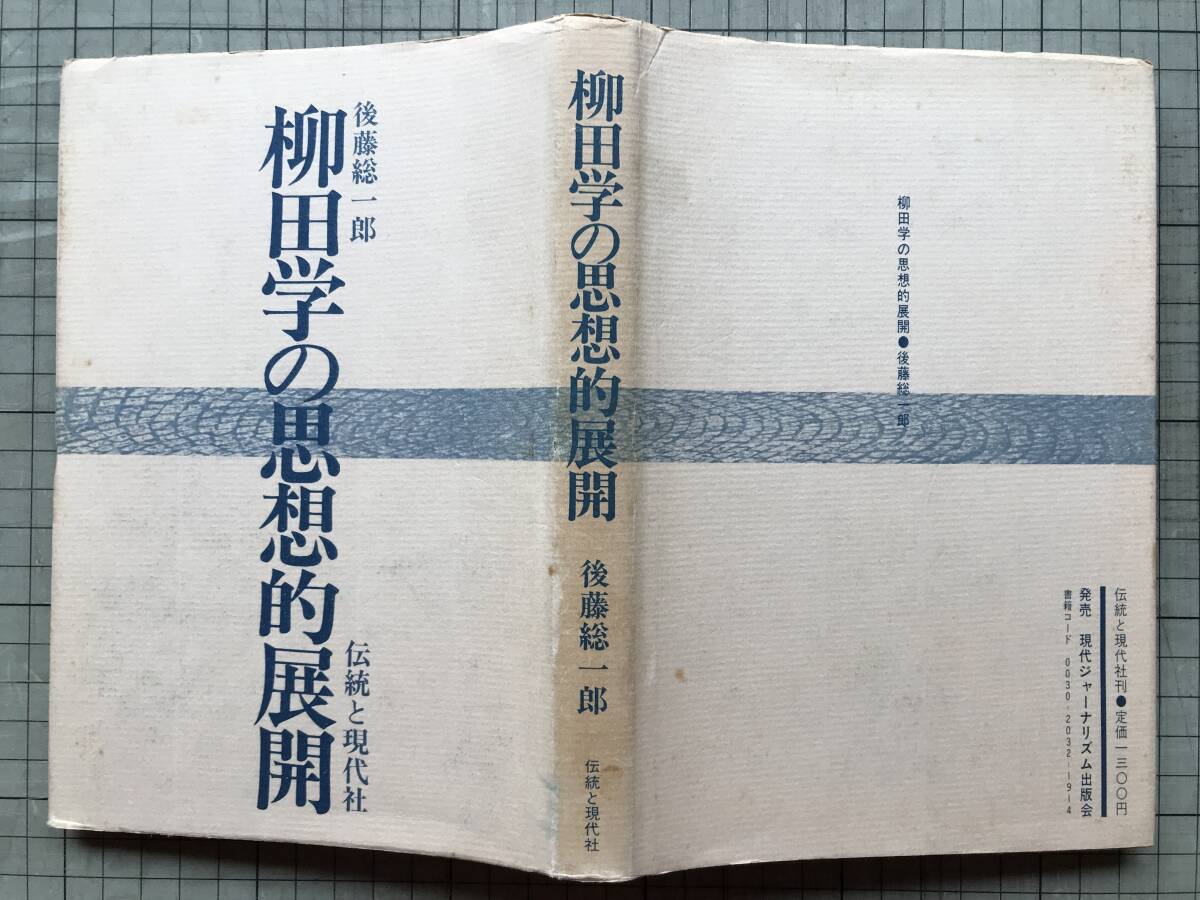 後藤総一郎
柳田学の思想的展開
伝統と現代社
柳田学の思想的展開
後藤総一郎
伝統と現代社
柳田学の思想的展開●後藤総一郎
伝統と現代社刊●定価一三〇〇円
発売 現代ジャーナリズム出版会
書籍コード 0030-2032-1914